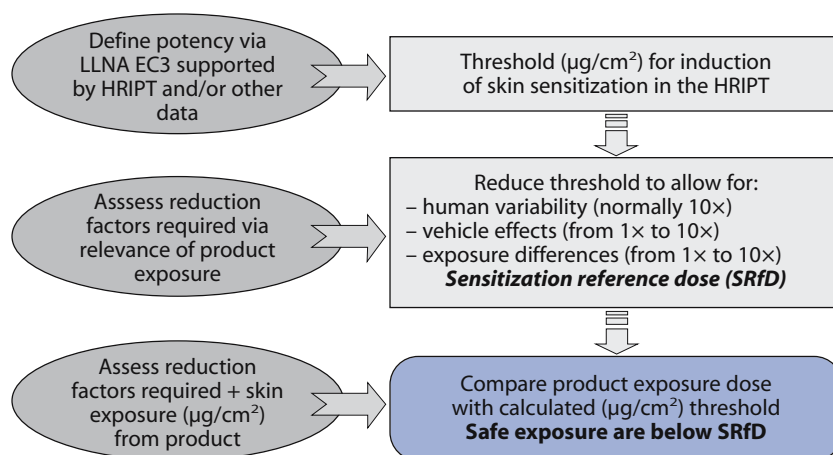 Define potency via
LLNA EC3 supported
by HRIPT and/or other
data
Threshold (μg/cm²) for induction
of skin sensitization in the HRIPT
Asssess reduction
factors required via
relevance of product
exposure
Reduce threshold to allow for:
– human variability (normally 10×)
– vehicle effects (from 1× to 10×)
– exposure differences (from 1× to 10×)
Sensitization reference dose (SRfD)
Assess reduction
factors required + skin
exposure (μg/cm²)
from product
Compare product exposure dose
with calculated (μg/cm²) threshold
Safe exposure are below SRfD